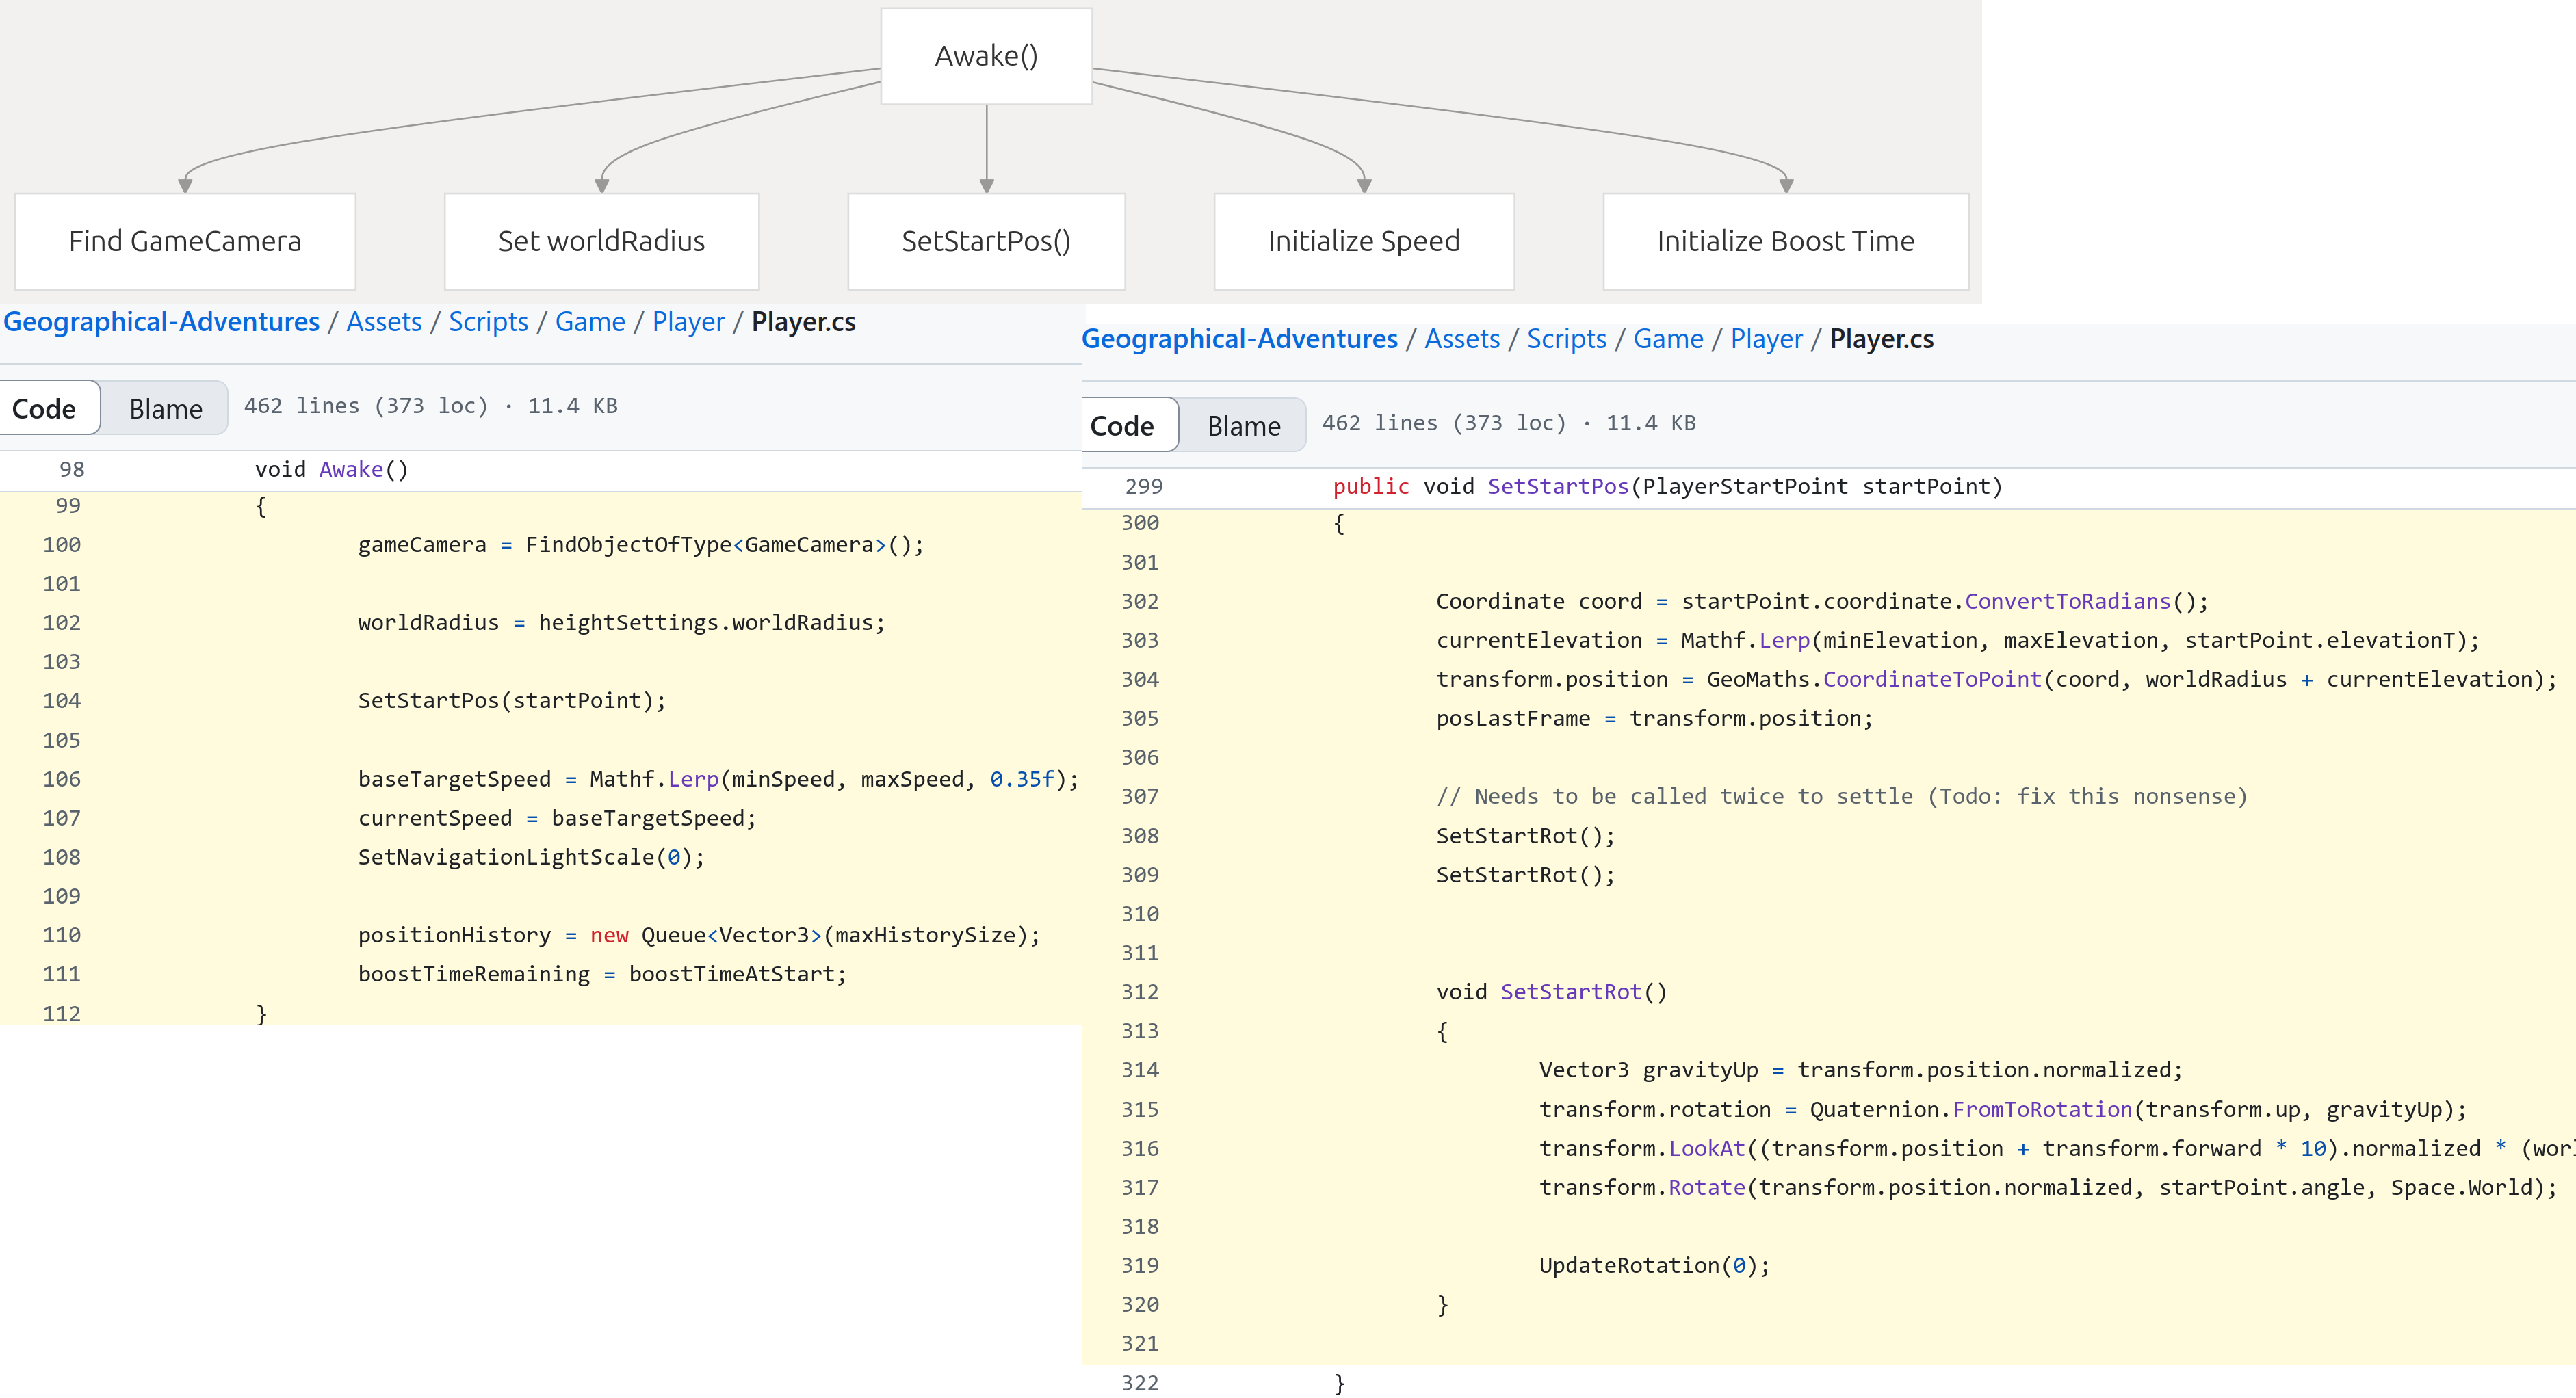 Awake()
Find GameCamera
Set worldRadius
SetStartPos()
Initialize Speed
Initialize Boost Time
Geographical-Adventures / Assets / Scripts / Game / Player / Player.cs
Code Blame 462 lines (373 loc) · 11.4 KB
98 void Awake()
99 {
100 gameCamera = FindObjectOfType<GameCamera>();
101
102 worldRadius = heightSettings.worldRadius;
103
104 SetStartPos(startPoint);
105
106 baseTargetSpeed = Mathf.Lerp(minSpeed, maxSpeed, 0.35f);
107 currentSpeed = baseTargetSpeed;
108 SetNavigationLightScale(0);
109
110 positionHistory = new Queue<Vector3>(maxHistorySize);
111 boostTimeRemaining = boostTimeAtStart;
112 }
Geographical-Adventures / Assets / Scripts / Game / Player / Player.cs
Code Blame 462 lines (373 loc) · 11.4 KB
299 public void SetStartPos(PlayerStartPoint startPoint)
300 {
301
302 Coordinate coord = startPoint.coordinate.ConvertToRadians();
303 currentElevation = Mathf.Lerp(minElevation, maxElevation, startPoint.elevationT);
304 transform.position = GeoMaths.CoordinateToPoint(coord, worldRadius + currentElevation);
305 posLastFrame = transform.position;
306
307 // Needs to be called twice to settle (Todo: fix this nonsense)
308 SetStartRot();
309 SetStartRot();
310
311
312 void SetStartRot()
313 {
314 Vector3 gravityUp = transform.position.normalized;
315 transform.rotation = Quaternion.FromToRotation(transform.up, gravityUp);
316 transform.LookAt((transform.position + transform.forward * 10).normalized * (worl
317 transform.Rotate(transform.position.normalized, startPoint.angle, Space.World);
318
319 UpdateRotation(0);
320 }
321
322 }